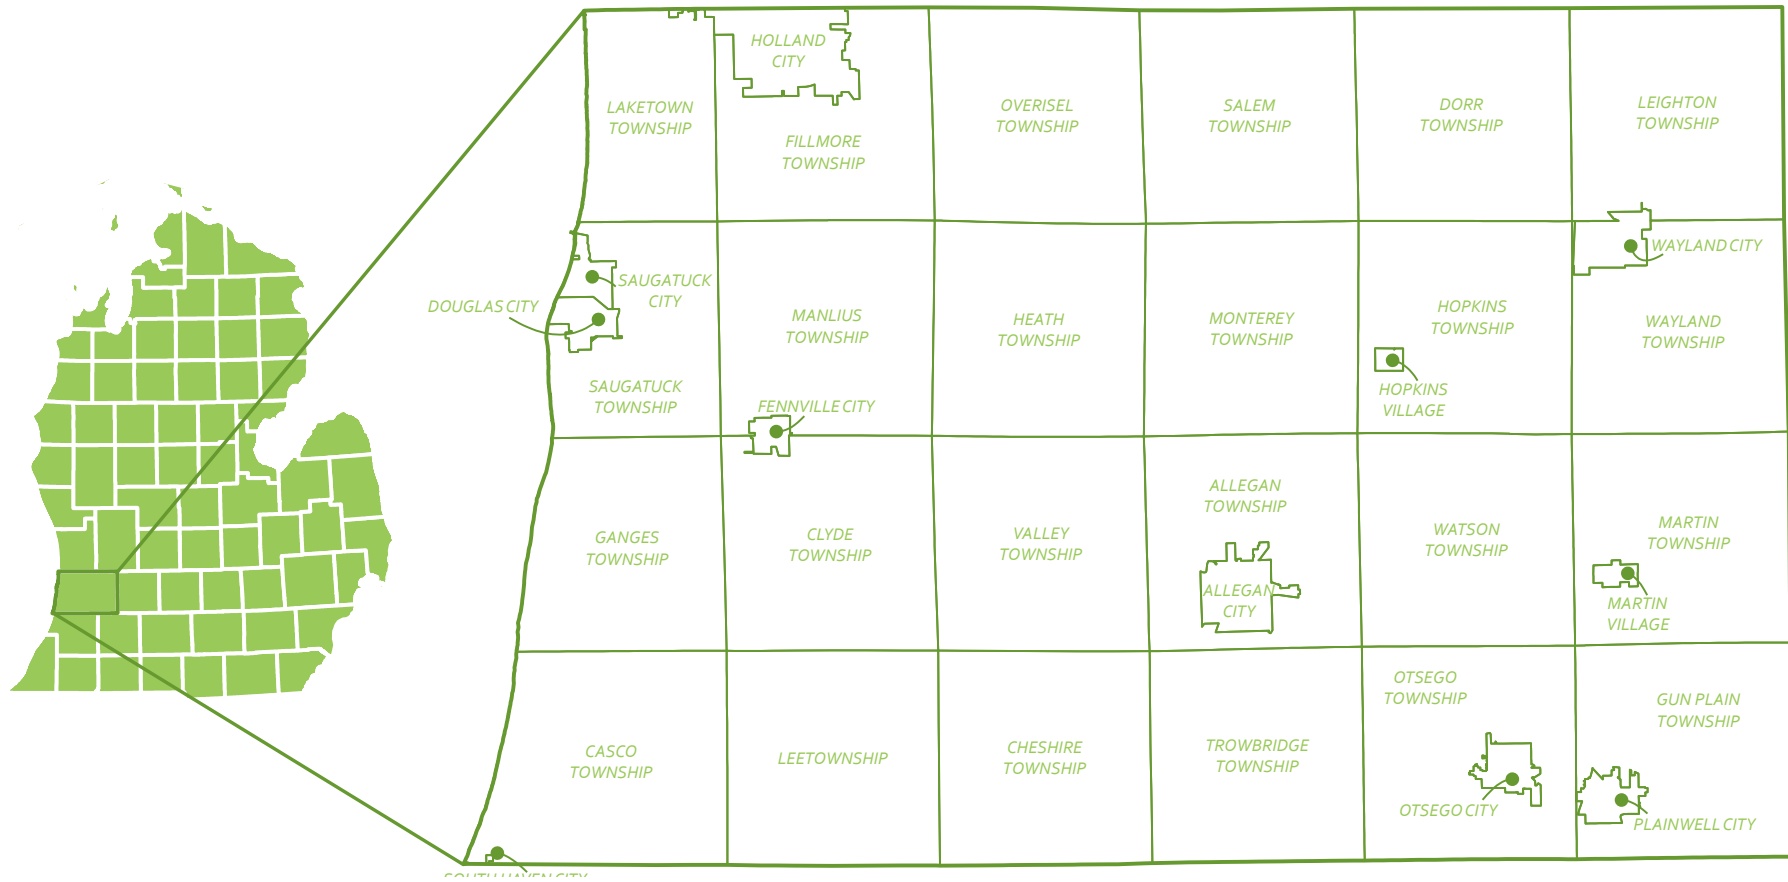 HOLLAND
CITY
LAKETOWN
TOWNSHIP
FILLMORE
TOWNSHIP
OVERISEL
TOWNSHIP
SALEM
TOWNSHIP
DORR
TOWNSHIP
LEIGHTON
TOWNSHIP
WAYLAND CITY
SAUGATUCK
CITY
DOUGLAS CITY
MANLIUS
TOWNSHIP
HEATH
TOWNSHIP
MONTEREY
TOWNSHIP
HOPKINS
TOWNSHIP
WAYLAND
TOWNSHIP
SAUGATUCK
TOWNSHIP
FENNVILLE CITY
HOPKINS
VILLAGE
GANGES
TOWNSHIP
CLYDE
TOWNSHIP
VALLEY
TOWNSHIP
ALLEGAN
TOWNSHIP
ALLEGAN
CITY
WATSON
TOWNSHIP
MARTIN
TOWNSHIP
MARTIN
VILLAGE
CASCO
TOWNSHIP
LEETOWNSHIP
CHESHIRE
TOWNSHIP
TROWBRIDGE
TOWNSHIP
OTSEGO
TOWNSHIP
OTSEGO CITY
GUN PLAIN
TOWNSHIP
PLAINWELL CITY
SOUTH HAVEN CITY